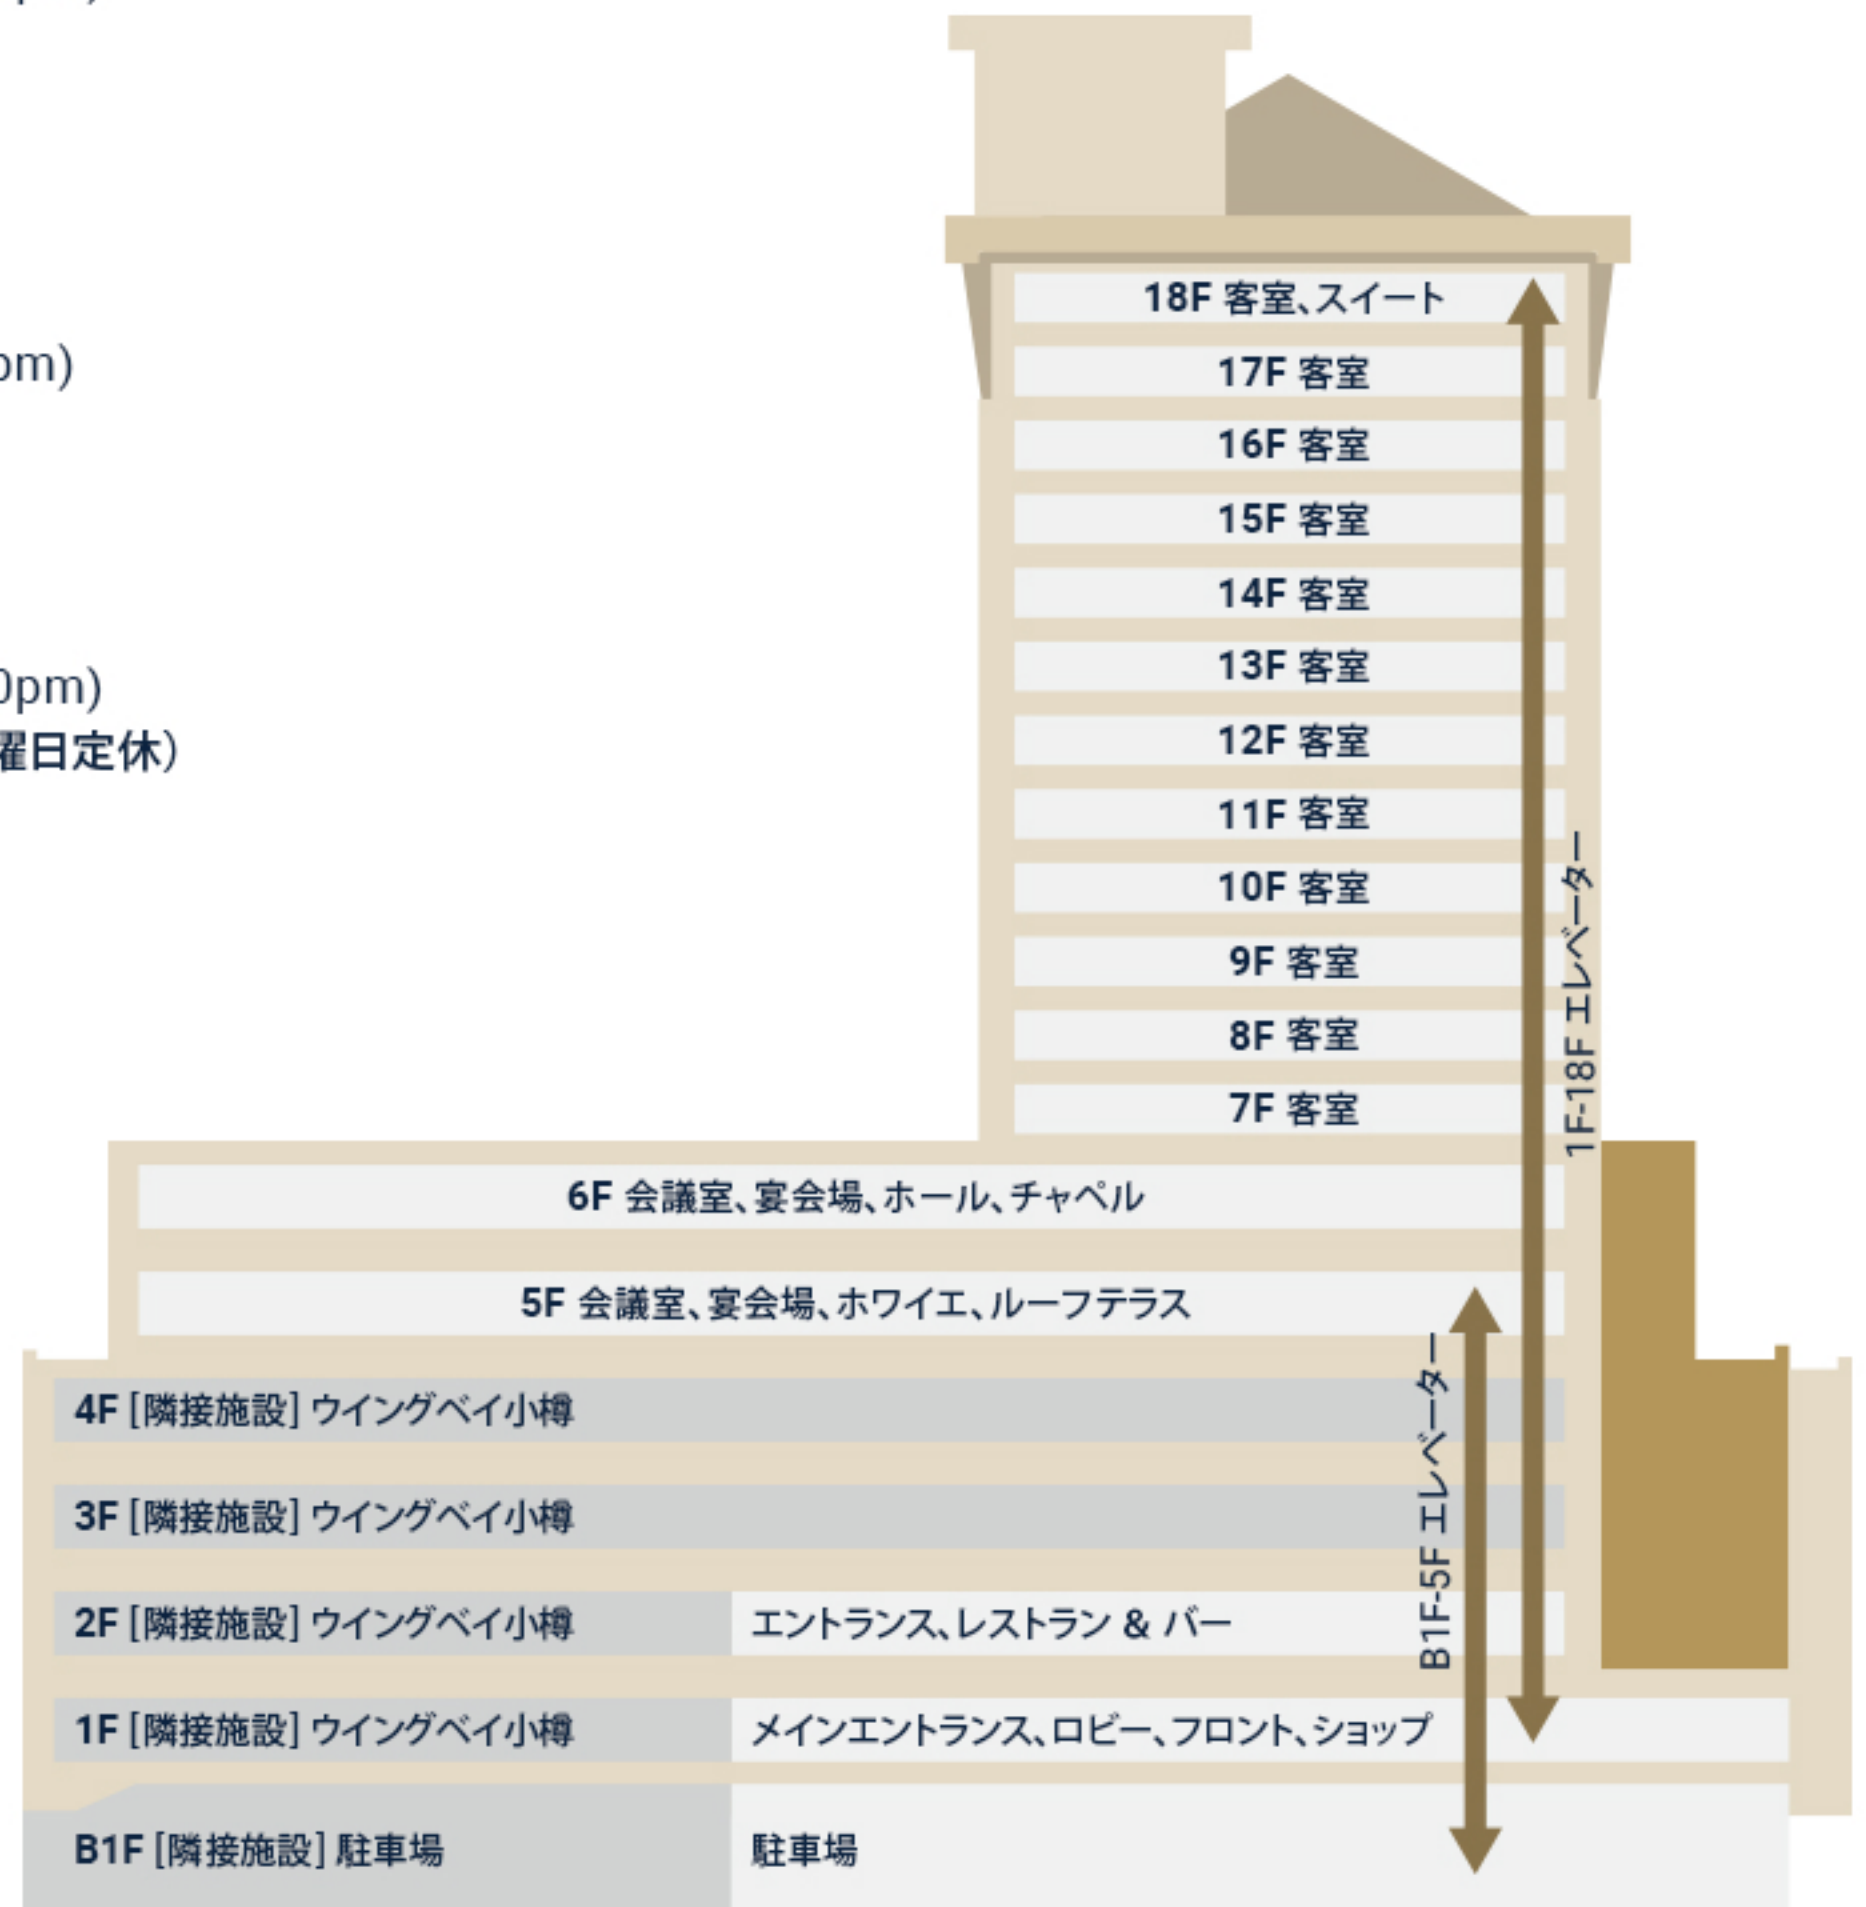 pm)
0pm)
曜日定休）
18F 客室、スイート
17F 客室
16F 客室
15F 客室
14F 客室
13F 客室
12F 客室
11F 客室
10F 客室
9F 客室
8F 客室
7F 客室
1F-18F エレベーター
6F 会議室、宴会場、ホール、チャペル
5F 会議室、宴会場、ホワイエ、ルーフテラス
B1F-5F エレベーター
4F [隣接施設] ウイングベイ小樽
3F [隣接施設] ウイングベイ小樽
2F [隣接施設] ウイングベイ小樽 エントランス、レストラン & バー
1F [隣接施設] ウイングベイ小樽 メインエントランス、ロビー、フロント、ショップ
B1F [隣接施設] 駐車場 駐車場